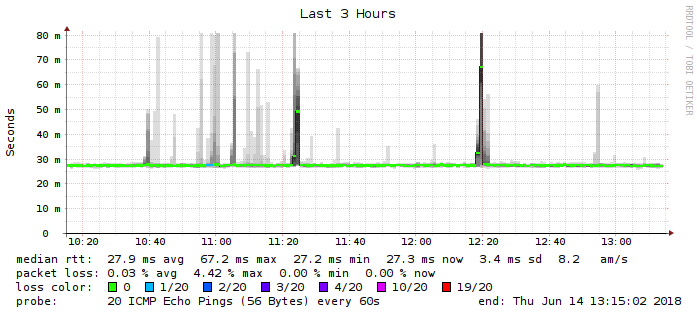 Last 3 Hours
RRDTOOL / TOBI OETIKER
Seconds
80 m
70 m
60 m
50 m
40 m
30 m
20 m
10 m
0
10:20 10:40 11:00 11:20 11:40 12:00 12:20 12:40 13:00
median rtt: 27.9 ms avg 67.2 ms max 27.2 ms min 27.3 ms now 3.4 ms sd 8.2 am/s
packet loss: 0.03 % avg 4.42 % max 0.00 % min 0.00 % now
loss color: 0 1/20 2/20 3/20 4/20 10/20 19/20
probe: 20 ICMP Echo Pings (56 Bytes) every 60s end: Thu Jun 14 13:15:02 2018